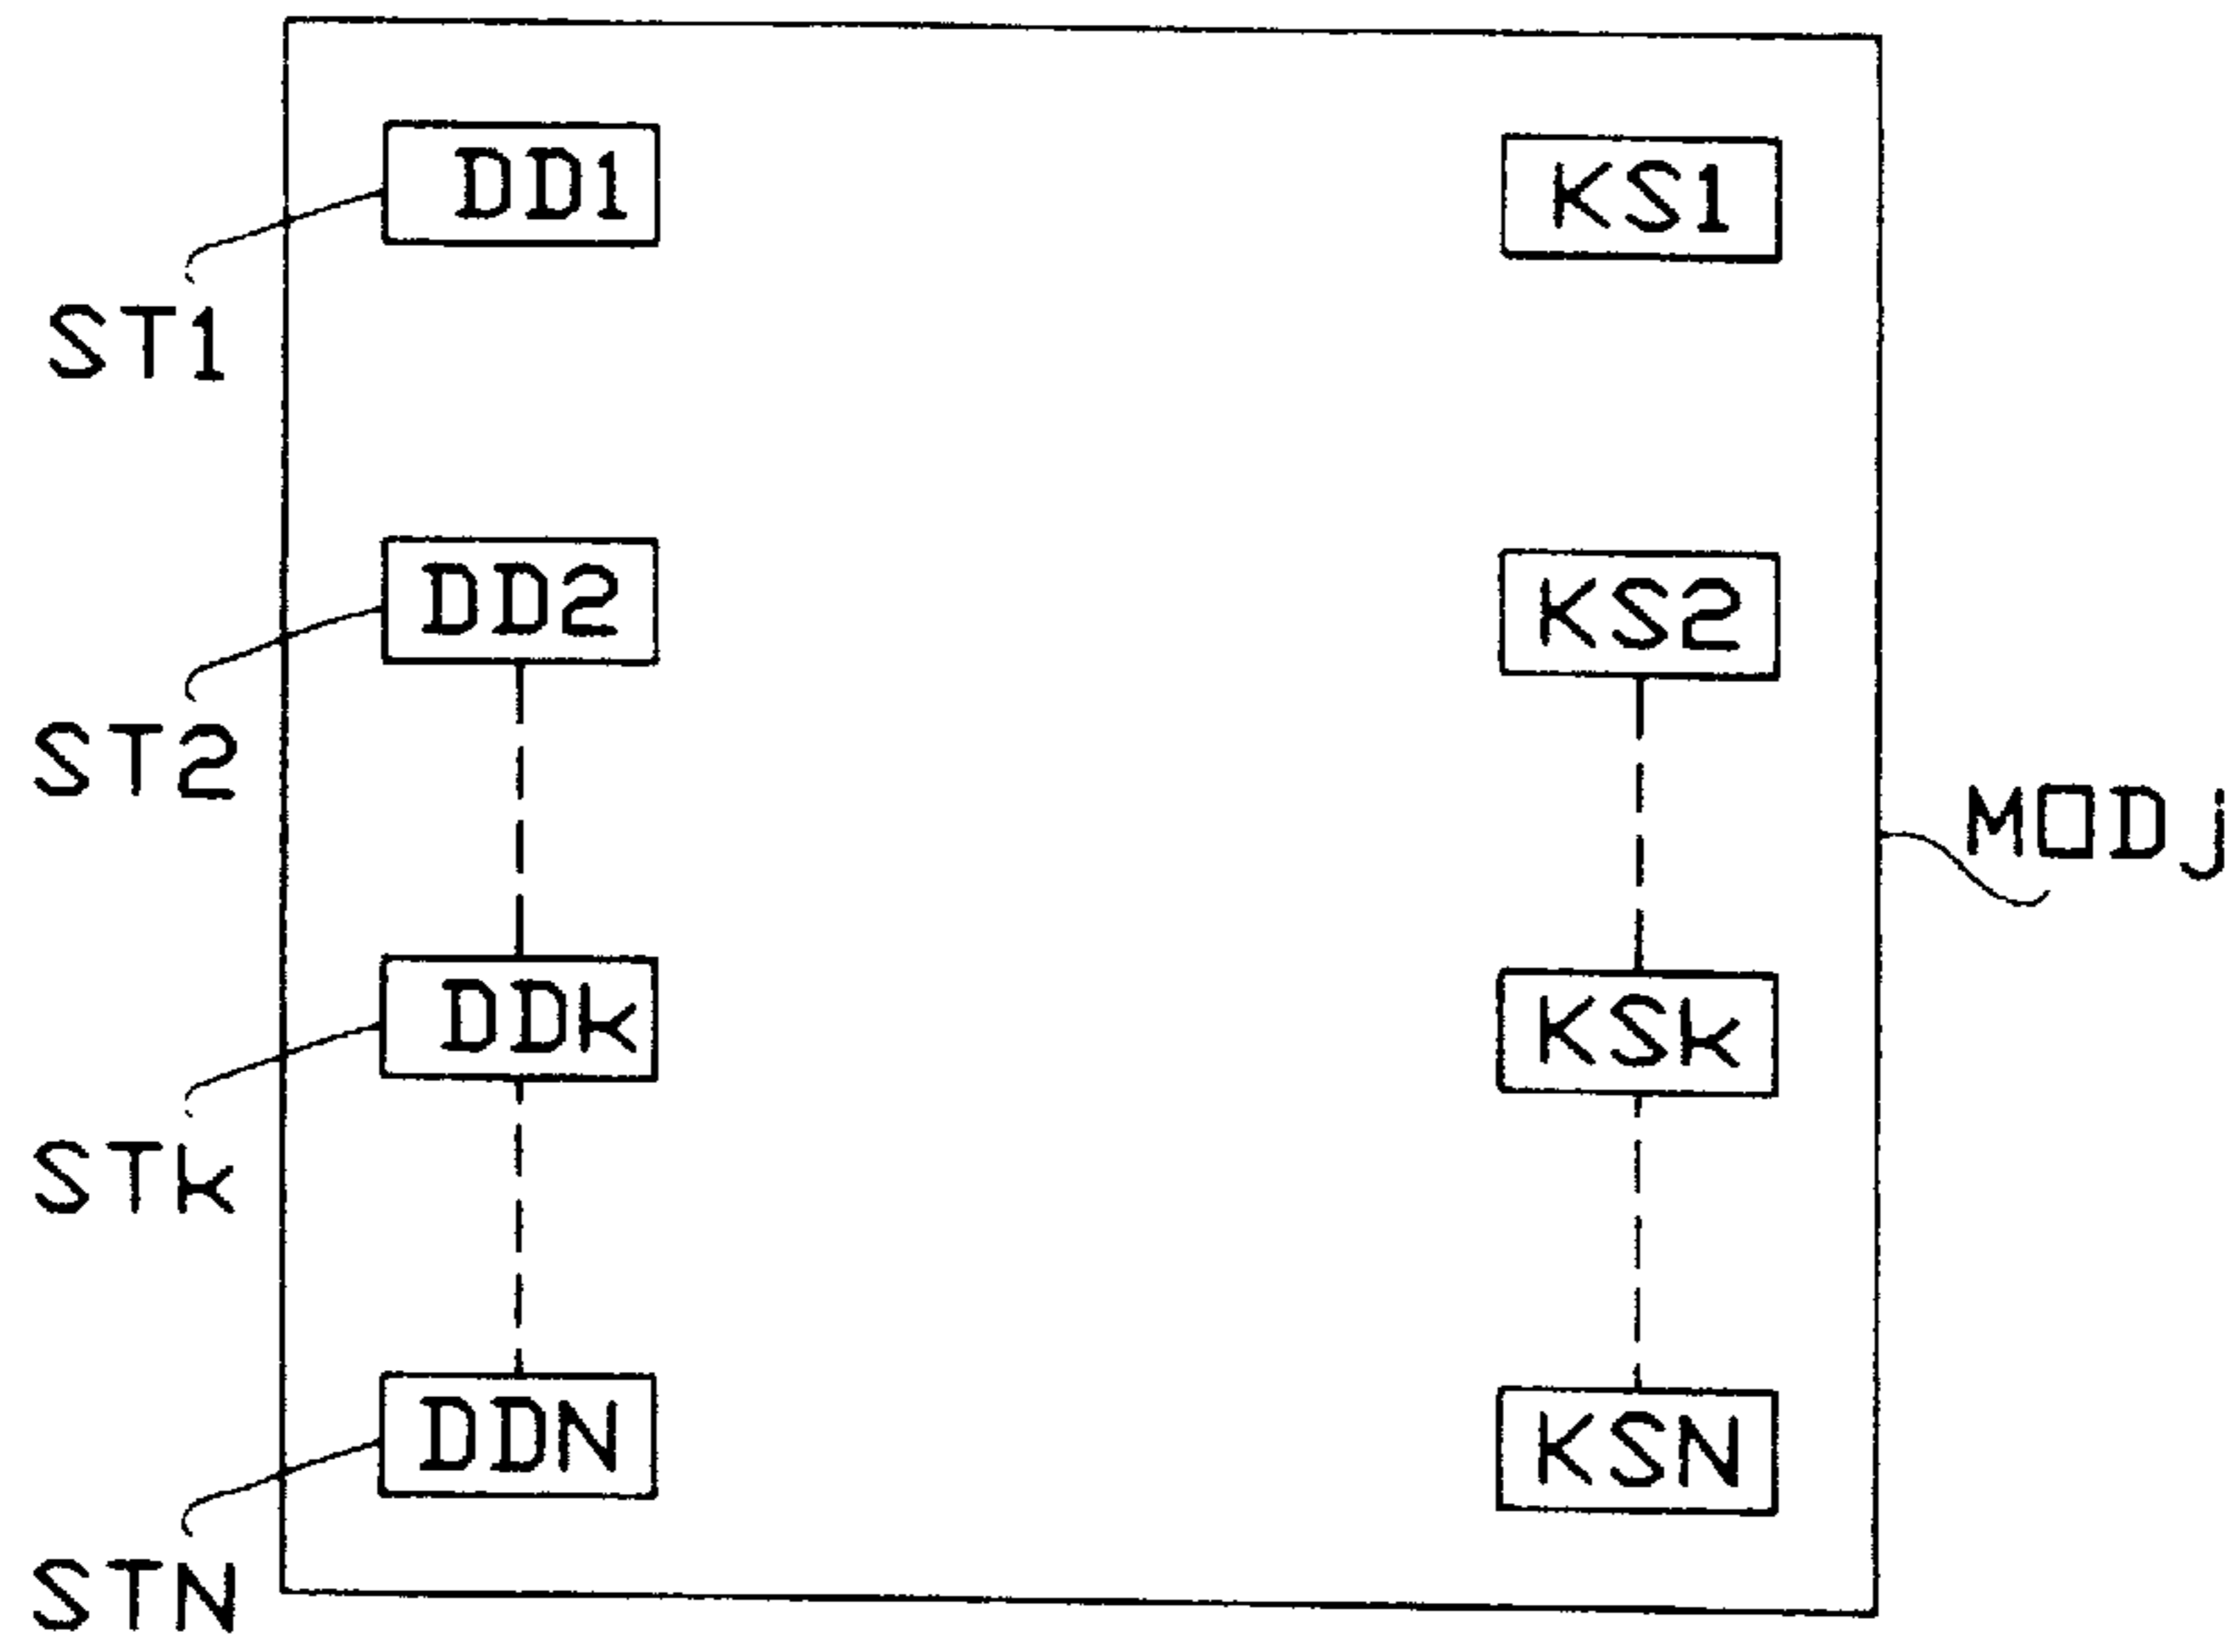 DD1 KS1
ST1
DD2 KS2
ST2
MODj
DDk KSk
STk
DDN KSN
STN